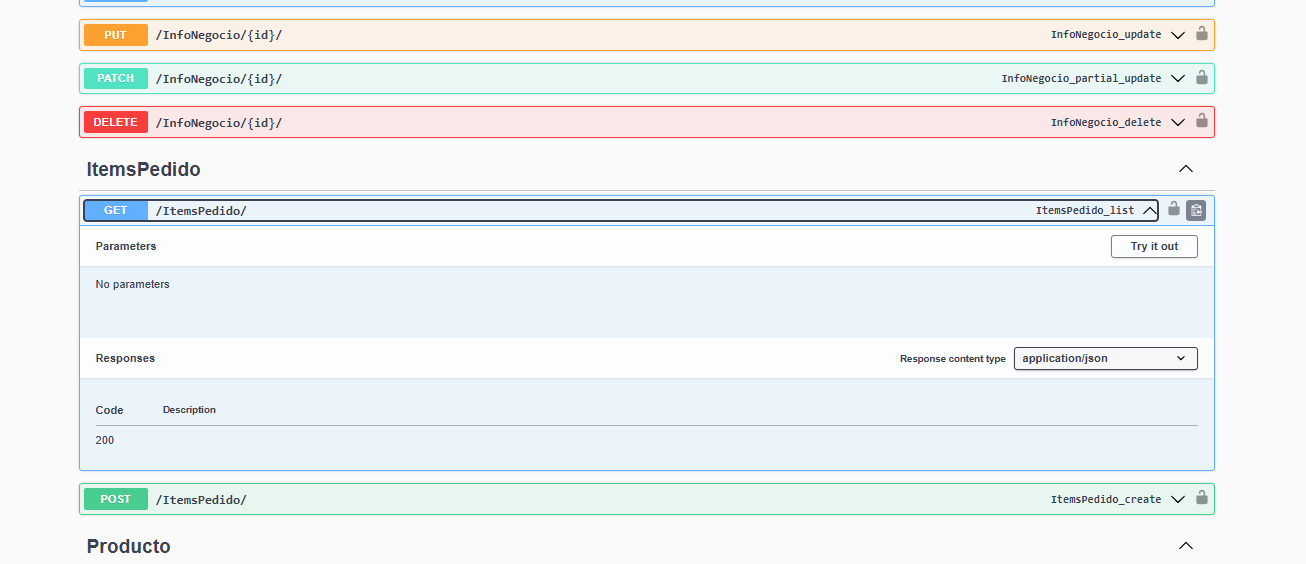 PUT /InfoNegocio/{id}/ InfoNegocio_update
PATCH /InfoNegocio/{id}/ InfoNegocio_partial_update
DELETE /InfoNegocio/{id}/ InfoNegocio_delete
ItemsPedido
GET /ItemsPedido/ ItemsPedido_list
Parameters Try it out
No parameters
Responses Response content type application/json
Code Description
200
POST /ItemsPedido/ ItemsPedido_create
Producto